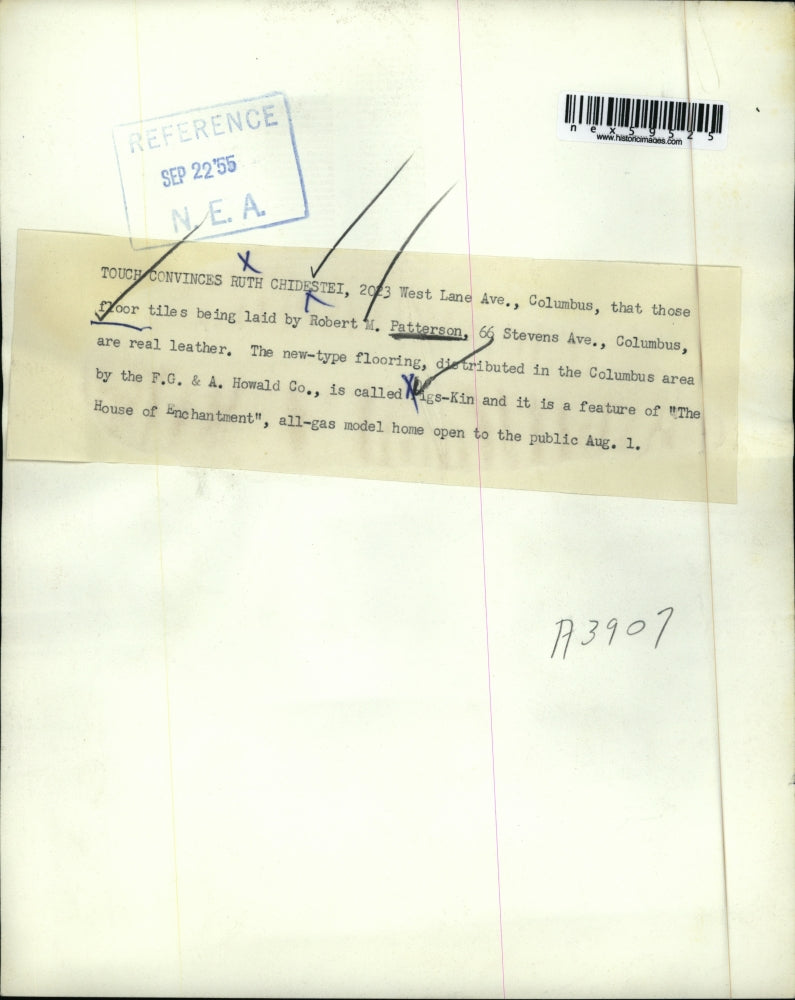 REFERENCE
SEP 22'55
N. E. A.
nex59525
www.historicimages.com
TOUCH CONVINCES RUTH CHIDESTEI, 2023 West Lane Ave., Columbus, that those
floor tiles being laid by Robert M. Patterson, 66 Stevens Ave., Columbus,
are real leather. The new-type flooring, distributed in the Columbus area
by the F.G. & A. Howald Co., is called Pigs-Kin and it is a feature of "The
House of Enchantment", all-gas model home open to the public Aug. 1.
A3907